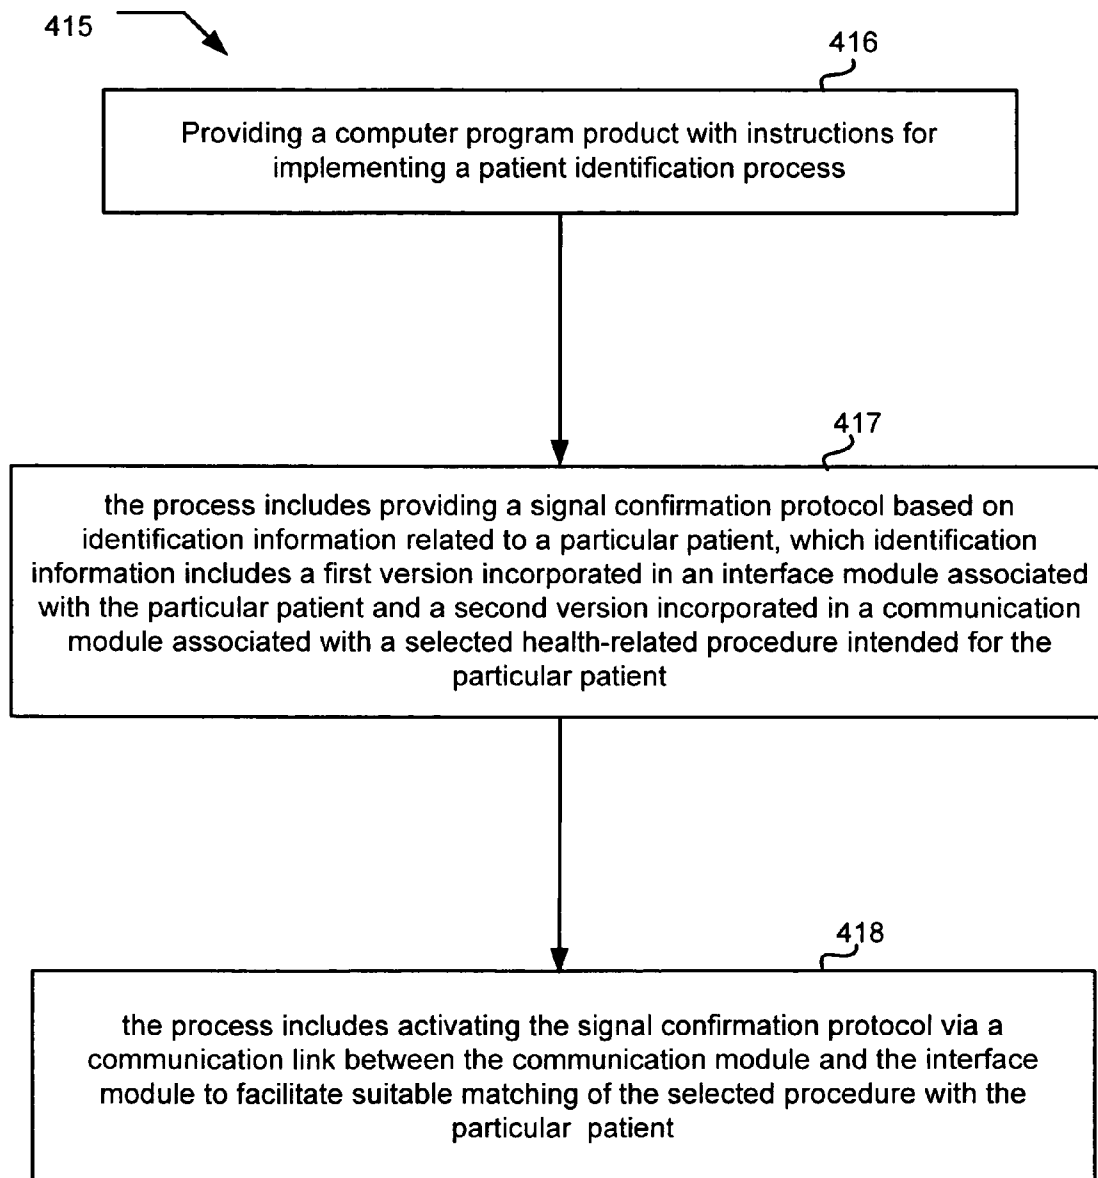 415
416
Providing a computer program product with instructions for
implementing a patient identification process
417
the process includes providing a signal confirmation protocol based on
identification information related to a particular patient, which identification
information includes a first version incorporated in an interface module associated
with the particular patient and a second version incorporated in a communication
module associated with a selected health-related procedure intended for the
particular patient
418
the process includes activating the signal confirmation protocol via a
communication link between the communication module and the interface
module to facilitate suitable matching of the selected procedure with the
particular patient